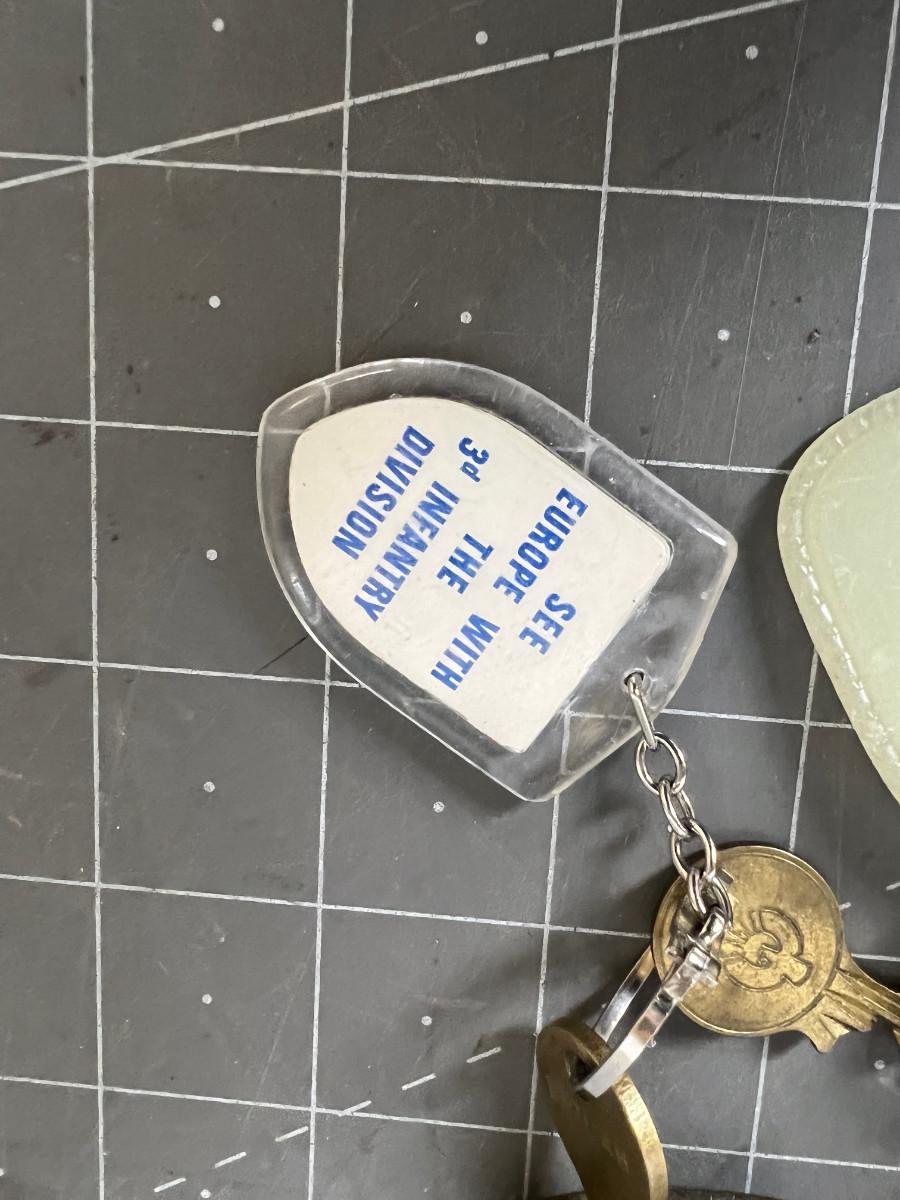 SEE
EUROPE WITH
THE
3d INFANTRY
DIVISION